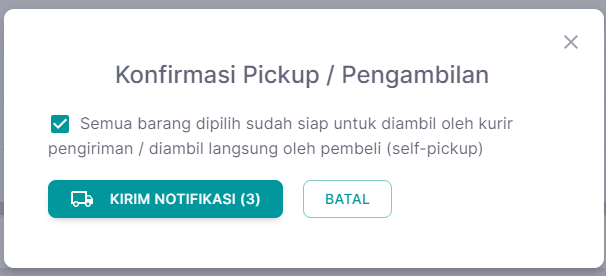 Konfirmasi Pickup / Pengambilan
Semua barang dipilih sudah siap untuk diambil oleh kurir
pengiriman / diambil langsung oleh pembeli (self-pickup)
KIRIM NOTIFIKASI (3)
BATAL